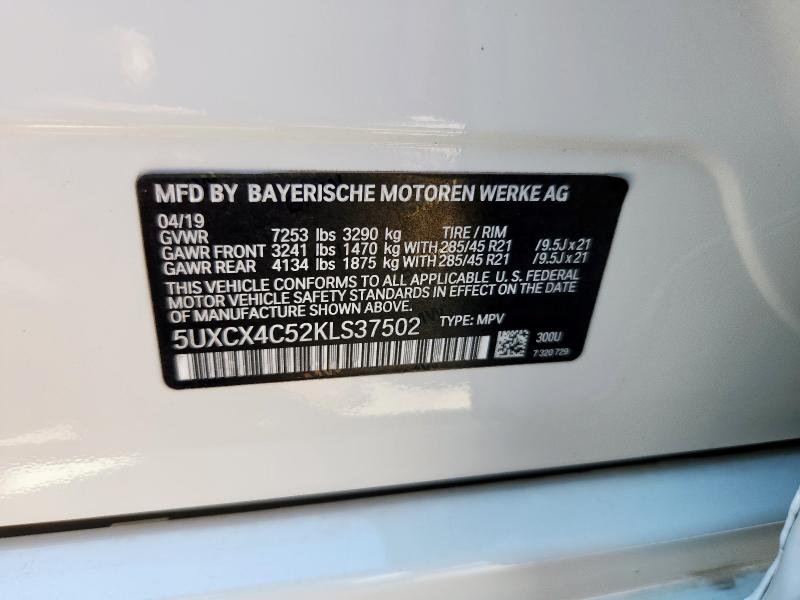 MFD BY BAYERISCHE MOTOREN WERKE AG
04/19
GVWR 7253 lbs 3290 kg TIRE / RIM
GAWR FRONT 3241 lbs 1470 kg WITH 285/45 R21 /9.5J x 21
GAWR REAR 4134 lbs 1875 kg WITH 285/45 R21 /9.5J x 21
THIS VEHICLE CONFORMS TO ALL APPLICABLE U. S. FEDERAL
MOTOR VEHICLE SAFETY STANDARDS IN EFFECT ON THE DATE
OF MANUFACTURE SHOWN ABOVE.
5UXCX4C52KLS37502 TYPE: MPV
300U
7 320 729